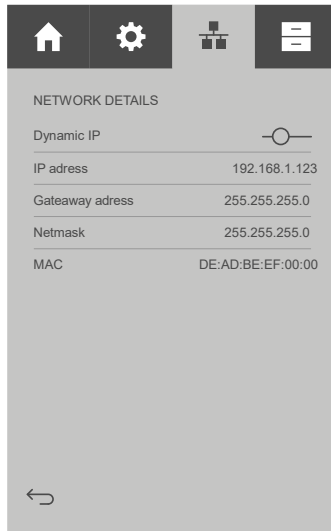 NETWORK DETAILS
Dynamic IP
IP adress 192.168.1.123
Gateaway adress 255.255.255.0
Netmask 255.255.255.0
MAC DE:AD:BE:EF:00:00